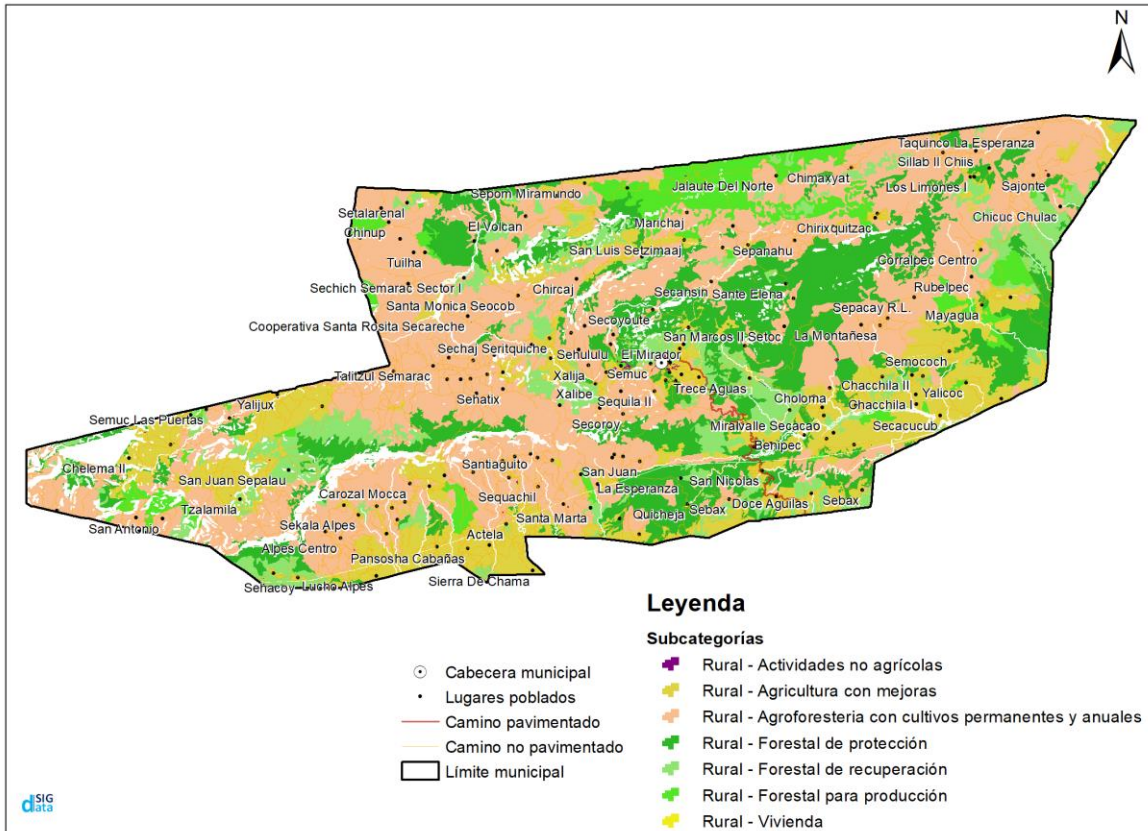 N
Taquinco La Esperanza
Sillab II Chiis
Chimaxyat
Jalaute Del Norte
Los Limones I
Sajonte
Sepom Miramundo
Setalarenal
Chicuc Chulac
Marichaj
El Volcan
Chirixquitzac
Chinup
San Luis Setzimaaj
Sepanahu
Tuilha
Corralpec Centro
Sechich Semarac Sector I
Chircaj
Secansin
Sante Elena
Rubelpec
Santa Monica Seocob
Sepacay R.L.
Mayagua
Cooperativa Santa Rosita Secareche
Secoyoute
San Marcos II Setoc
La Montañesa
Sechaj Seritquiche
Sehululu
El Mirador
Semococh
Talitzul Semarac
Xalija
Semuc
Trece Aguas
Chacchila II
Senatix
Xalibe
Sequila II
Yalicoc
Yalijux
Choloma
Chacchila I
Semuc Las Puertas
Secoroy
Miralvalle Secacao
Secacucub
Benipec
Chelema II
Santiaguito
San Juan
San Juan Sepalau
La Esperanza
San Nicolas
Carozal Mocca
Sequachil
Tzalamila
Sebax
Doce Aguilas
Sebax
San Antonio
Santa Marta
Quicheja
Sekala Alpes
Actela
Alpes Centro
Pansosha Cabañas
Senacoy
Lucho Alpes
Sierra De Chama
Leyenda
Subcategorías
Rural - Actividades no agrícolas
Rural - Agricultura con mejoras
Rural - Agroforesteria con cultivos permanentes y anuales
Rural - Forestal de protección
Rural - Forestal de recuperación
Rural - Forestal para producción
Rural - Vivienda
Cabecera municipal
Lugares poblados
Camino pavimentado
Camino no pavimentado
Límite municipal
SIG
data